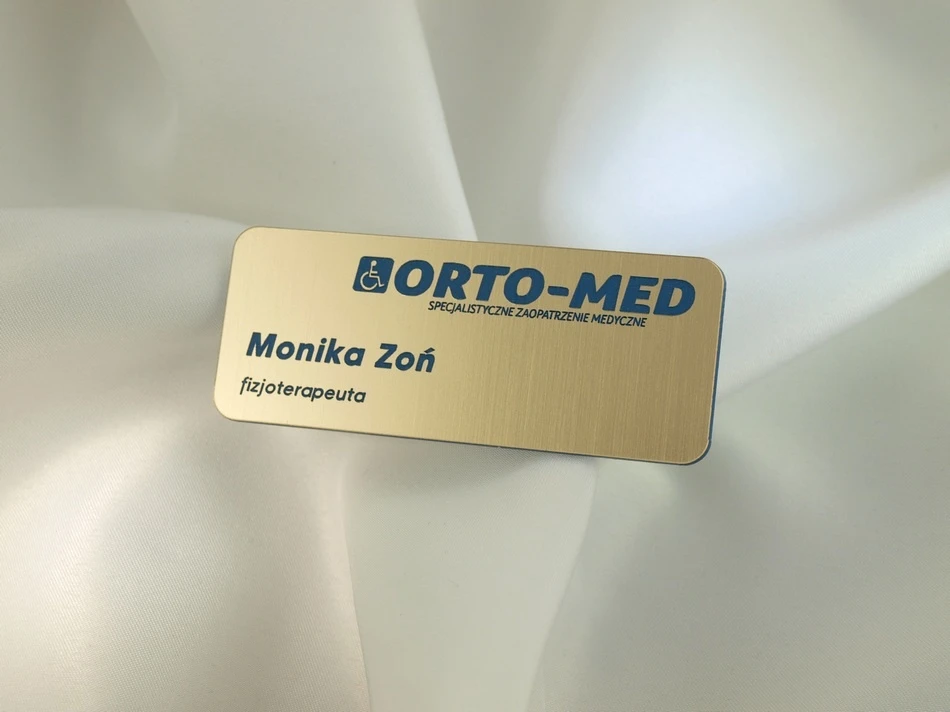 ORTO-MED
SPECJALISTYCZNE ZAOPATRZENIE MEDYCZNE
Monika Zoń
fizjoterapeuta